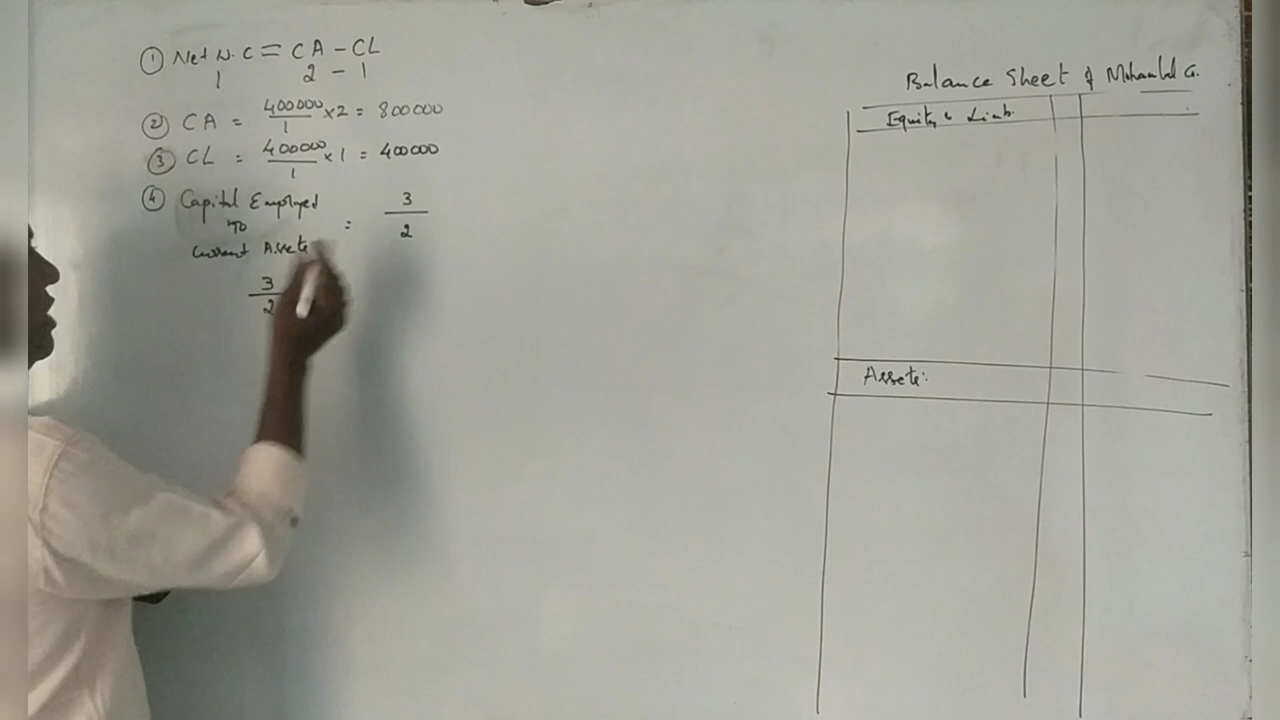 ① Net W.C = CA - CL
1 2 - 1
② CA = 400000/1 x 2 = 800000
③ CL = 400000/1 x 1 = 400000
④ Capital Employed
To
Current Assets
= 3/2
3/2
Balance Sheet of G.
Equity & Liab.
Assets: